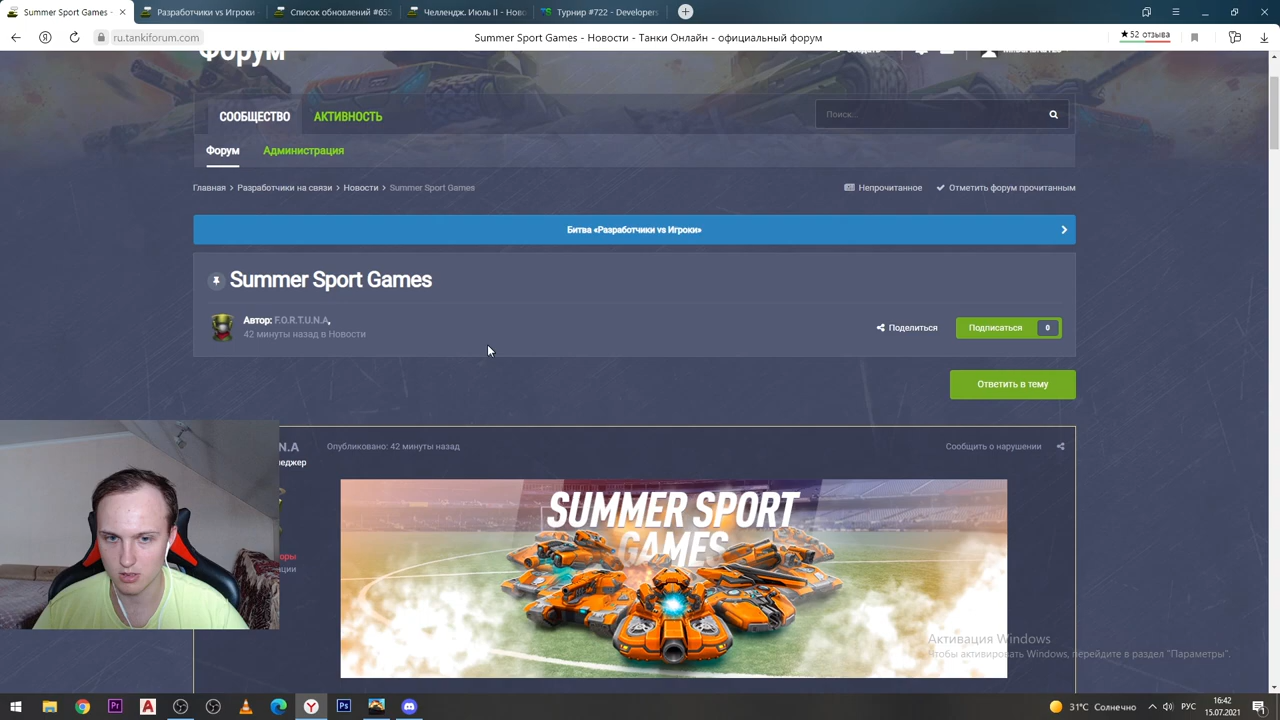 Summer Sport Games -
Разработчики vs Игроки
Список обновлений #655
Челлендж. Июль II - Ново
Турнир #722 - Developers
ru.tankiforum.com
Summer Sport Games - Новости - Танки Онлайн - официальный форум
★52 отзыва
Форум
СООБЩЕСТВО
АКТИВНОСТЬ
Поиск...
Форум
Администрация
Главная > Разработчики на связи > Новости > Summer Sport Games
Непрочитанное
Отметить форум прочитанным
Битва «Разработчики vs Игроки»
Summer Sport Games
Автор: F.O.R.T.U.N.A,
42 минуты назад в Новости
Поделиться
Подписаться
0
Ответить в тему
N.A
Опубликовано: 42 минуты назад
Сообщить о нарушении
SUMMER SPORT
GAMES
Активация Windows
Чтобы активировать Windows, перейдите в раздел "Параметры".
31°C Солнечно
РУС
16:42
15.07.2021
1